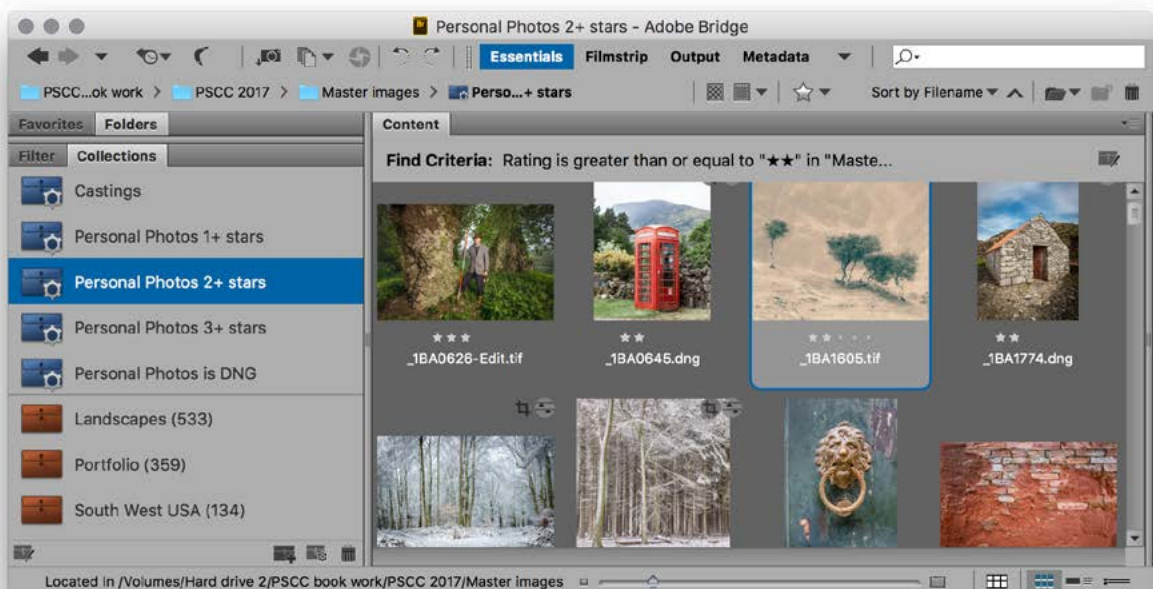 Personal Photos 2+ stars - Adobe Bridge
Essentials Filmstrip Output Metadata
PSCC...ok work > PSCC 2017 > Master images > Perso...+ stars Sort by Filename
Favorites Folders
Filter Collections
Castings
Personal Photos 1+ stars
Personal Photos 2+ stars
Personal Photos 3+ stars
Personal Photos is DNG
Landscapes (533)
Portfolio (359)
South West USA (134)
Content
Find Criteria: Rating is greater than or equal to "★★" in "Maste...
★★★ ★★ ★★ ★★
_1BA0626-Edit.tif _1BA0645.dng _1BA1605.tif _1BA1774.dng
Located in /Volumes/Hard drive 2/PSCC book work/PSCC 2017/Master images